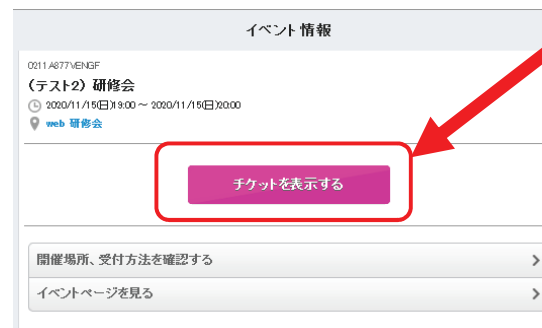 イベント情報
0211A877VENGF
（テスト2）研修会
2020/11/15(日)19:00 ～ 2020/11/15(日)20:00
web 研修会
チケットを表示する
開催場所、受付方法を確認する
イベントページを見る